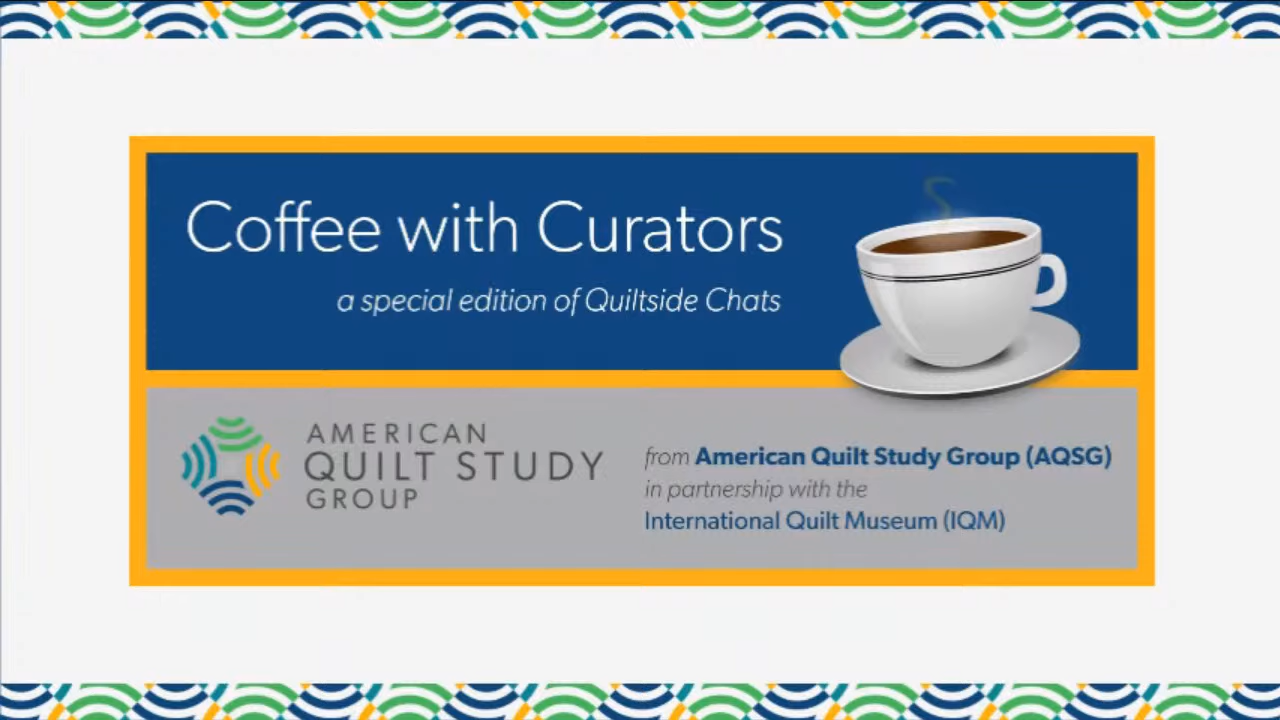 Coffee with Curators
a special edition of Quiltside Chats
AMERICAN
QUILT STUDY
GROUP
from American Quilt Study Group (AQSG)
in partnership with the
International Quilt Museum (IQM)